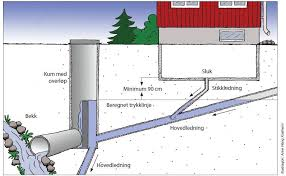 Kum med
overløp
Sluk
Minimum 90 cm
Stikkledning
Beregnet trykklinje
Bekk
Hovedledning
Hovedledning